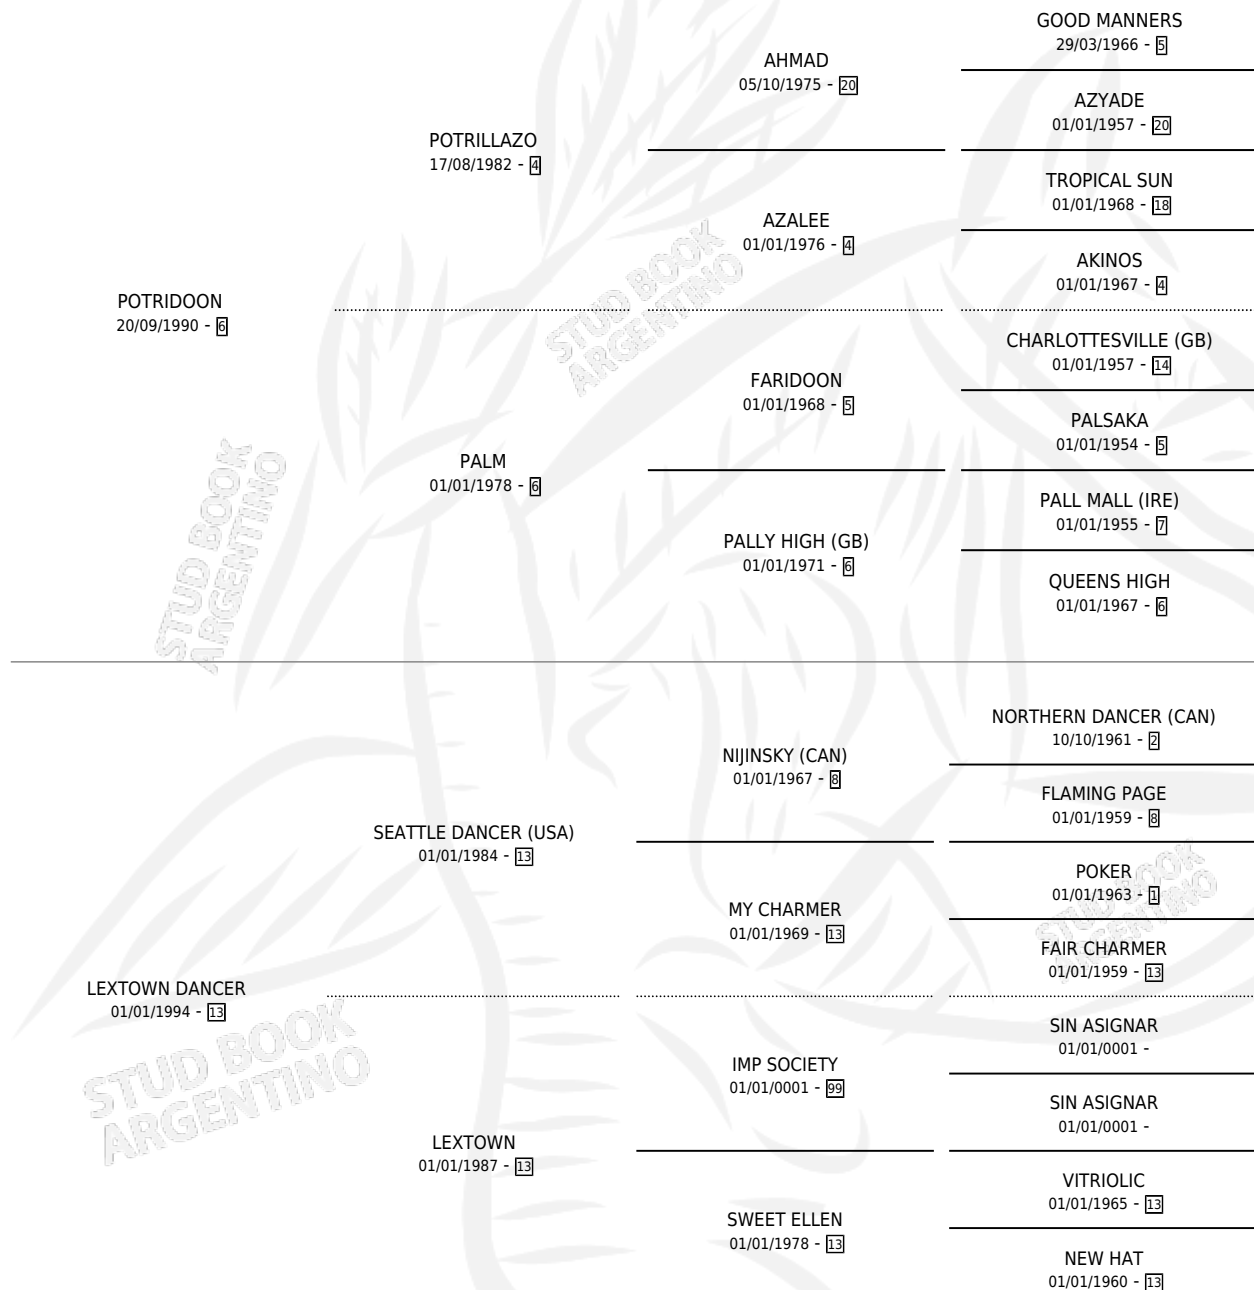 GOOD MANNERS
29/03/1966 - 5
AHMAD
05/10/1975 - 20
AZYADE
01/01/1957 - 20
POTRILLAZO
17/08/1982 - 4
TROPICAL SUN
01/01/1968 - 18
AZALEE
01/01/1976 - 4
AKINOS
01/01/1967 - 4
POTRIDOON
20/09/1990 - 6
CHARLOTTESVILLE (GB)
01/01/1957 - 14
FARIDOON
01/01/1968 - 5
PALSAKA
01/01/1954 - 5
PALM
01/01/1978 - 6
PALL MALL (IRE)
01/01/1955 - 7
PALLY HIGH (GB)
01/01/1971 - 6
QUEENS HIGH
01/01/1967 - 6
STUD BOOK
ARGENTINO
STUD BOOK
ARGENTINO
NORTHERN DANCER (CAN)
10/10/1961 - 2
NIJINSKY (CAN)
01/01/1967 - 8
FLAMING PAGE
01/01/1959 - 8
SEATTLE DANCER (USA)
01/01/1984 - 13
POKER
01/01/1963 - 1
MY CHARMER
01/01/1969 - 13
FAIR CHARMER
01/01/1959 - 13
LEXTOWN DANCER
01/01/1994 - 13
SIN ASIGNAR
01/01/0001 -
IMP SOCIETY
01/01/0001 - 99
SIN ASIGNAR
01/01/0001 -
LEXTOWN
01/01/1987 - 13
VITRIOLIC
01/01/1965 - 13
SWEET ELLEN
01/01/1978 - 13
NEW HAT
01/01/1960 - 13
STUD BOOK
ARGENTINO
STUD BOOK
ARGENTINO